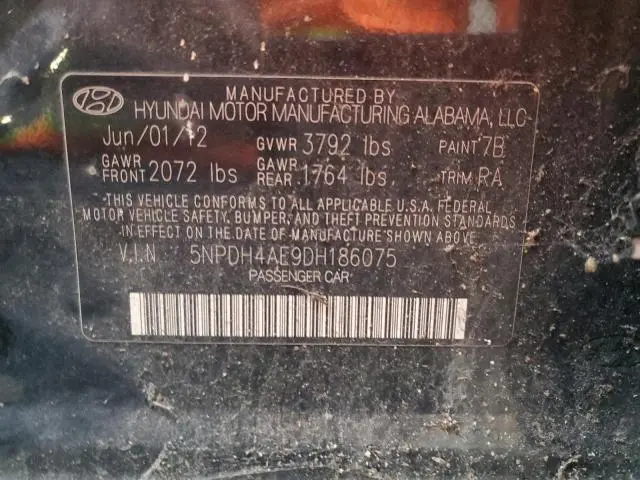 MANUFACTURED BY
HYUNDAI MOTOR MANUFACTURING ALABAMA, LLC
Jun/01/12 GVWR 3792 lbs PAINT 7B
GAWR FRONT 2072 lbs GAWR REAR 1764 lbs TRIM RA
THIS VEHICLE CONFORMS TO ALL APPLICABLE U.S.A. FEDERAL
MOTOR VEHICLE SAFETY, BUMPER, AND THEFT PREVENTION STANDARDS
IN EFFECT ON THE DATE OF MANUFACTURE SHOWN ABOVE.
V.I.N 5NPDH4AE9DH186075
PASSENGER CAR